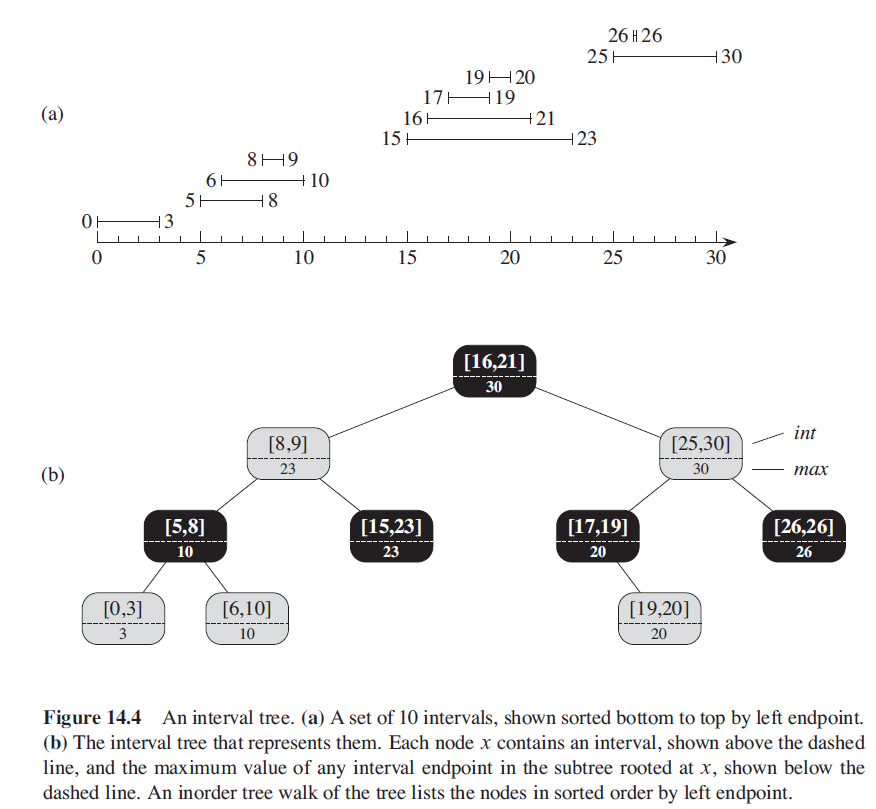 26 26
25 30
19 20
17 19
(a)
16 21
15 23
8 9
6 10
5 8
0 3
0 5 10 15 20 25 30
[16,21]
30
int
[8,9] [25,30]
23 30
max
(b)
[5,8] [15,23] [17,19] [26,26]
10 23 20 26
[0,3] [6,10] [19,20]
3 10 20
Figure 14.4 An interval tree. (a) A set of 10 intervals, shown sorted bottom to top by left endpoint.
(b) The interval tree that represents them. Each node x contains an interval, shown above the dashed
line, and the maximum value of any interval endpoint in the subtree rooted at x, shown below the
dashed line. An inorder tree walk of the tree lists the nodes in sorted order by left endpoint.